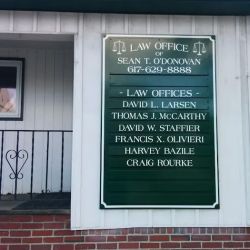 LAW OFFICE
OF
SEAN T. O'DONOVAN
617-629-8888
- LAW OFFICES -
DAVID L. LARSEN
THOMAS J. McCARTHY
DAVID W. STAFFIER
FRANCIS X. OLIVIERI
HARVEY BAZILE
CRAIG ROURKE